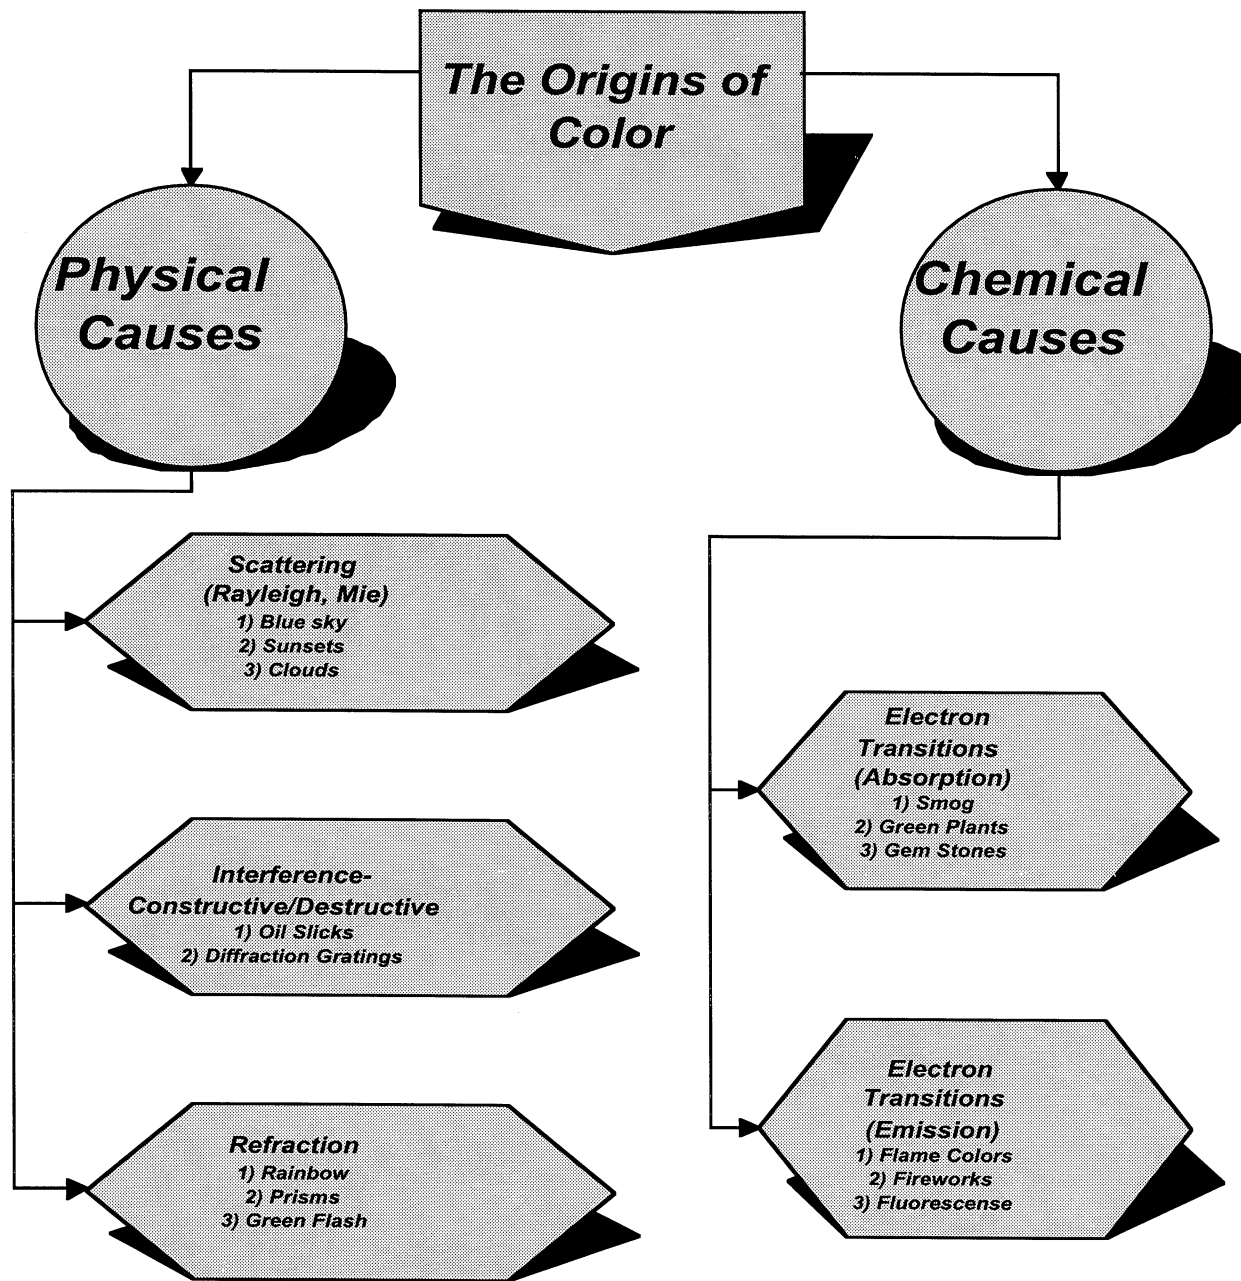 The Origins of
Color
Physical
Causes
Chemical
Causes
Scattering
(Rayleigh, Mie)
1) Blue sky
2) Sunsets
3) Clouds
Interference-
Constructive/Destructive
1) Oil Slicks
2) Diffraction Gratings
Refraction
1) Rainbow
2) Prisms
3) Green Flash
Electron
Transitions
(Absorption)
1) Smog
2) Green Plants
3) Gem Stones
Electron
Transitions
(Emission)
1) Flame Colors
2) Fireworks
3) Fluorescense